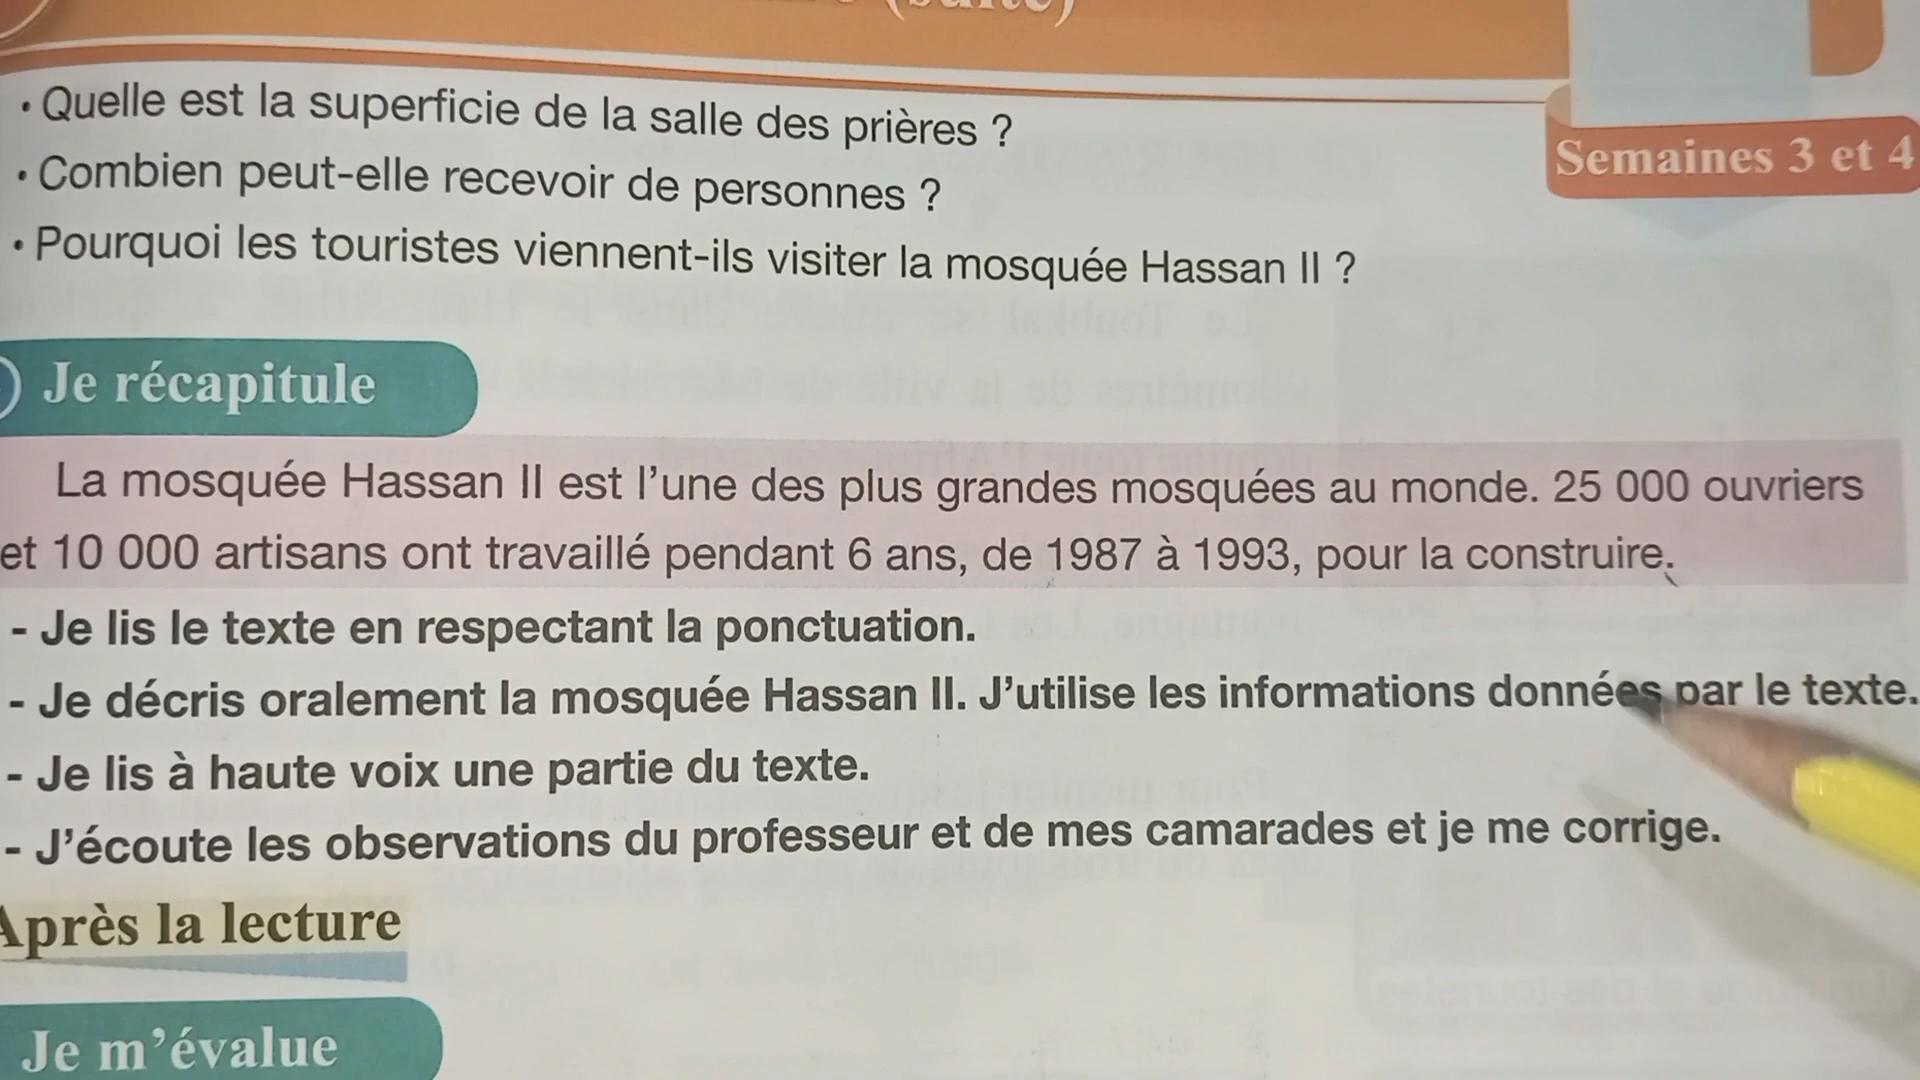 (suite)
• Quelle est la superficie de la salle des prières ?
• Combien peut-elle recevoir de personnes ?
• Pourquoi les touristes viennent-ils visiter la mosquée Hassan II ?
Semaines 3 et 4
Je récapitule
La mosquée Hassan II est l’une des plus grandes mosquées au monde. 25 000 ouvriers
et 10 000 artisans ont travaillé pendant 6 ans, de 1987 à 1993, pour la construire.
- Je lis le texte en respectant la ponctuation.
- Je décris oralement la mosquée Hassan II. J’utilise les informations données par le texte.
- Je lis à haute voix une partie du texte.
- J’écoute les observations du professeur et de mes camarades et je me corrige.
Après la lecture
Je m’évalue